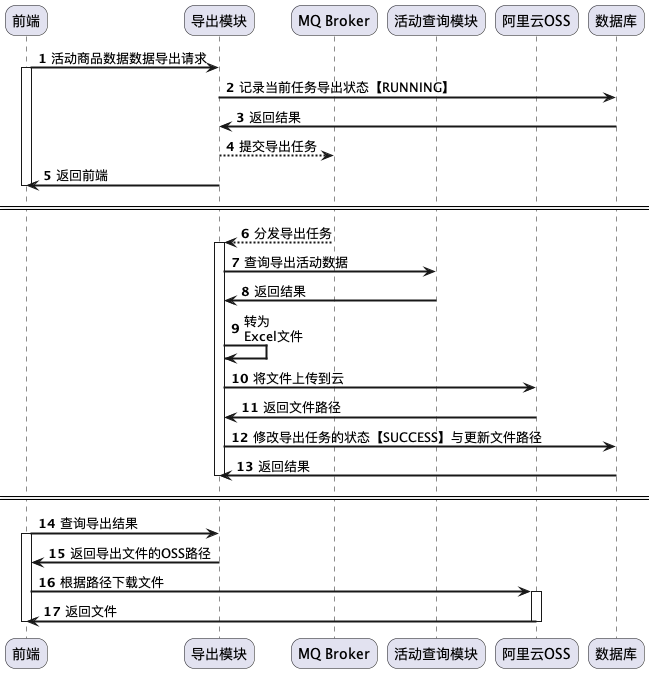 前端 导出模块 MQ Broker 活动查询模块 阿里云OSS 数据库
1 活动商品数据数据导出请求
2 记录当前任务导出状态【RUNNING】
3 返回结果
4 提交导出任务
5 返回前端
6 分发导出任务
7 查询导出活动数据
8 返回结果
9 转为
Excel文件
10 将文件上传到云
11 返回文件路径
12 修改导出任务的状态【SUCCESS】与更新文件路径
13 返回结果
14 查询导出结果
15 返回导出文件的OSS路径
16 根据路径下载文件
17 返回文件
前端 导出模块 MQ Broker 活动查询模块 阿里云OSS 数据库